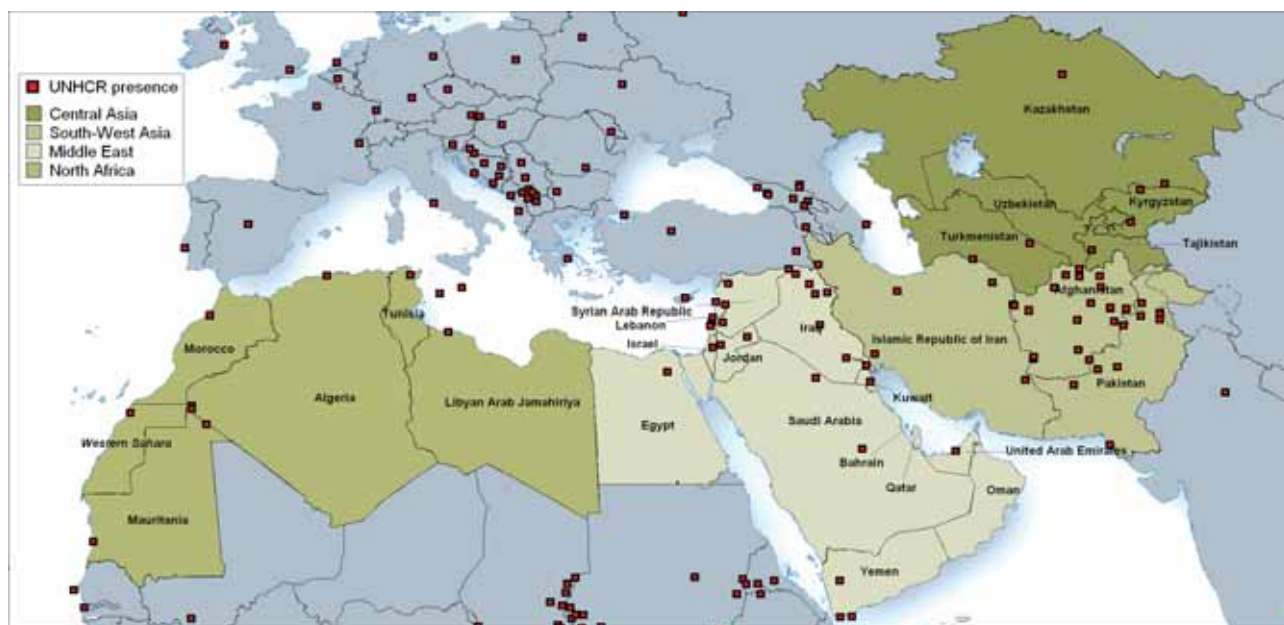 UNHCR presence
Central Asia
South-West Asia
Middle East
North Africa
Kazakhstan
Uzbekistan
Kyrgyzstan
Turkmenistan
Tajikistan
Afghanistan
Syrian Arab Republic
Lebanon
Israel
Iraq
Jordan
Islamic Republic of Iran
Pakistan
Tunisia
Morocco
Algeria
Libyan Arab Jamahiriya
Egypt
Saudi Arabia
Kuwait
Western Sahara
Bahrain
United Arab Emirates
Qatar
Oman
Mauritania
Yemen